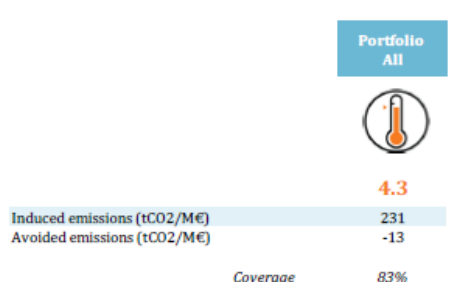 Portfolio
All
4.3
Induced emissions (tCO2/M€) 231
Avoided emissions (tCO2/M€) -13
Coverage 83%